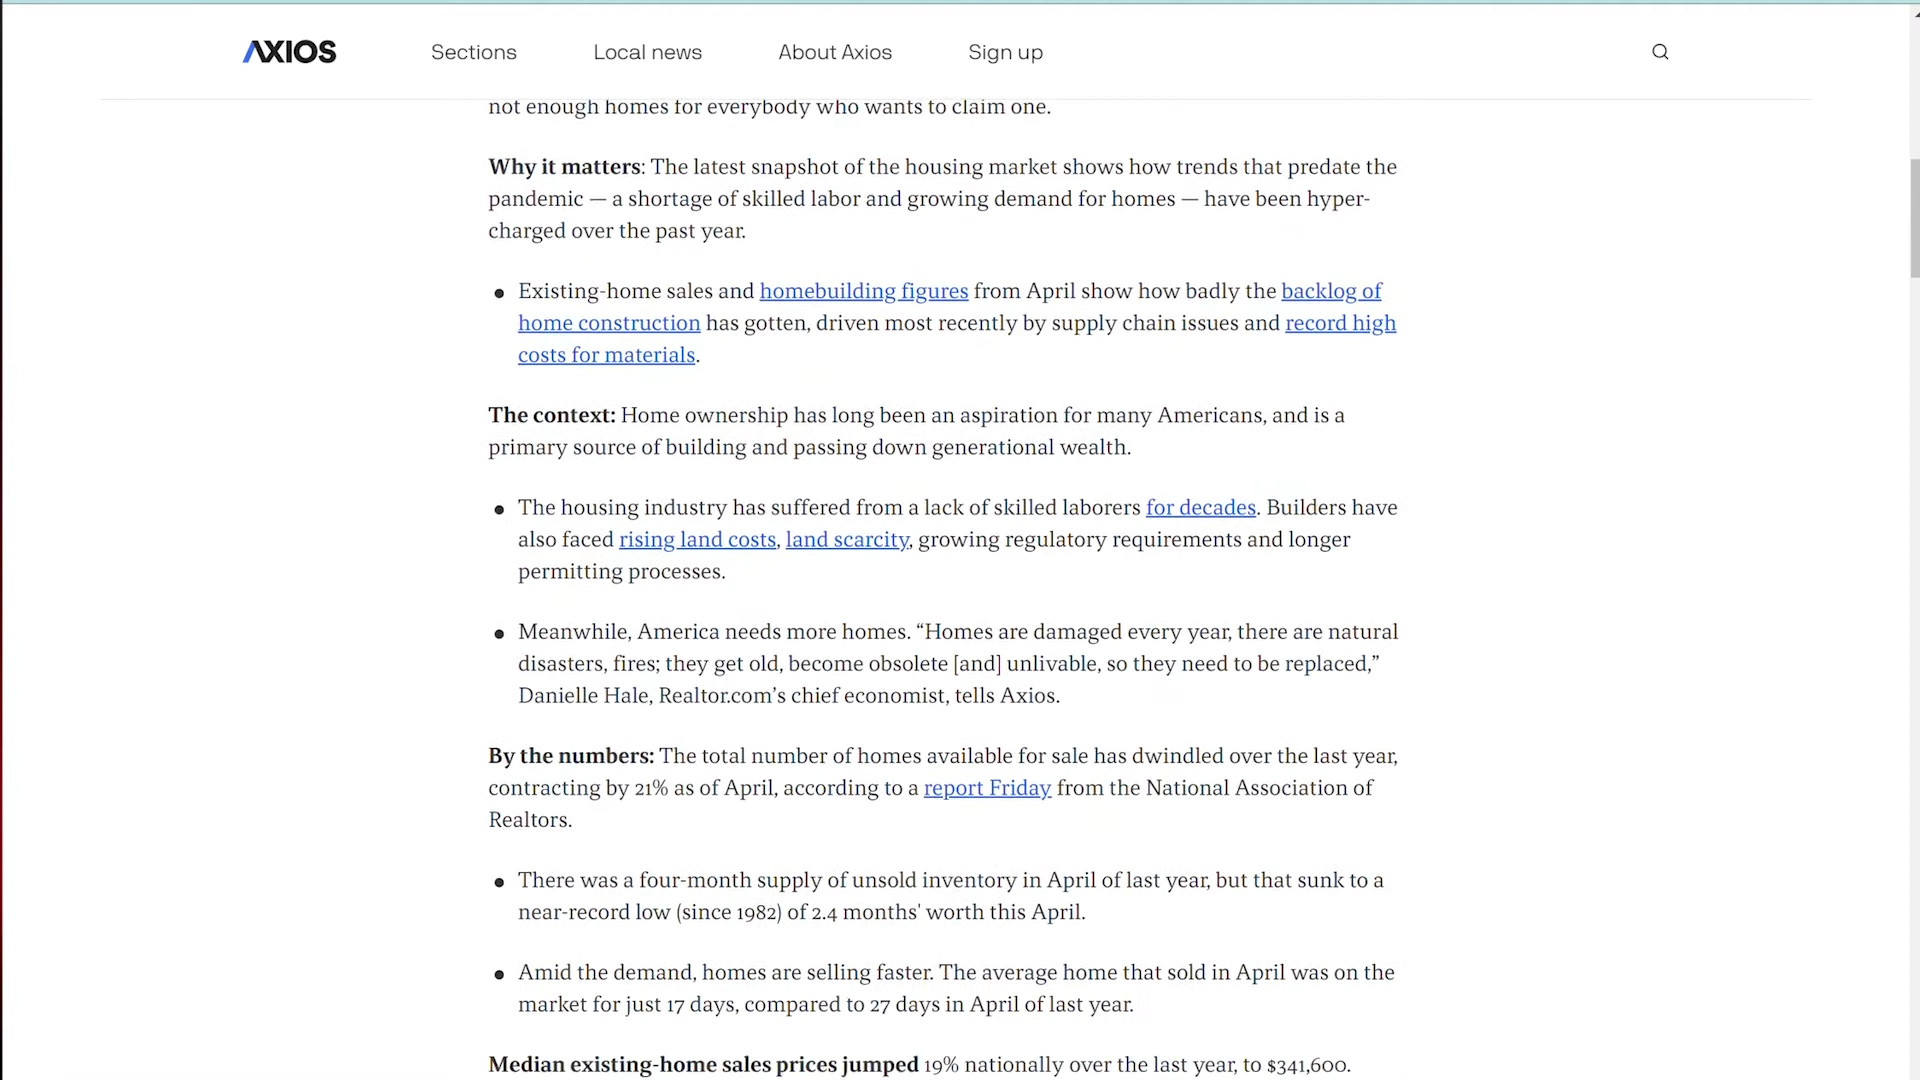 AXIOS Sections Local news About Axios Sign up
not enough homes for everybody who wants to claim one.
Why it matters: The latest snapshot of the housing market shows how trends that predate the
pandemic — a shortage of skilled labor and growing demand for homes — have been hyper-
charged over the past year.
Existing-home sales and homebuilding figures from April show how badly the backlog of
home construction has gotten, driven most recently by supply chain issues and record high
costs for materials.
The context: Home ownership has long been an aspiration for many Americans, and is a
primary source of building and passing down generational wealth.
The housing industry has suffered from a lack of skilled laborers for decades. Builders have
also faced rising land costs, land scarcity, growing regulatory requirements and longer
permitting processes.
Meanwhile, America needs more homes. “Homes are damaged every year, there are natural
disasters, fires; they get old, become obsolete [and] unlivable, so they need to be replaced,”
Danielle Hale, Realtor.com’s chief economist, tells Axios.
By the numbers: The total number of homes available for sale has dwindled over the last year,
contracting by 21% as of April, according to a report Friday from the National Association of
Realtors.
There was a four-month supply of unsold inventory in April of last year, but that sunk to a
near-record low (since 1982) of 2.4 months' worth this April.
Amid the demand, homes are selling faster. The average home that sold in April was on the
market for just 17 days, compared to 27 days in April of last year.
Median existing-home sales prices jumped 19% nationally over the last year, to $341,600.